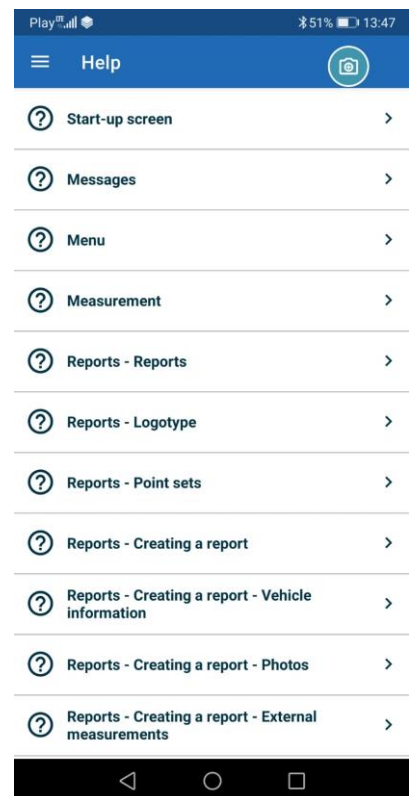 Play
51% 13:47
Help
Start-up screen
Messages
Menu
Measurement
Reports - Reports
Reports - Logotype
Reports - Point sets
Reports - Creating a report
Reports - Creating a report - Vehicle
information
Reports - Creating a report - Photos
Reports - Creating a report - External
measurements